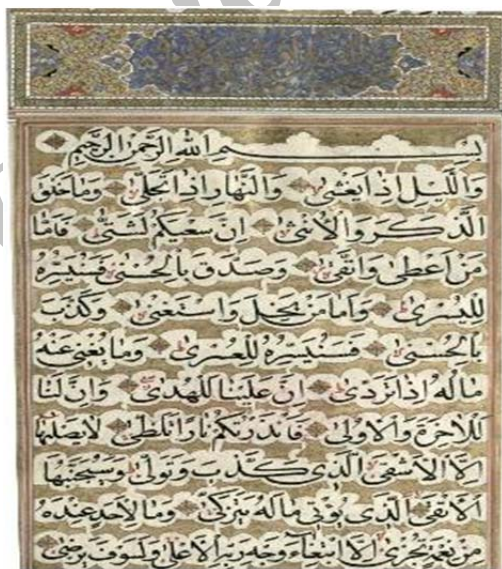 بسم الله الرحمن الرحيم
والليل اذا يغشى والنهار اذا تجلى وما خلق
الذكر والانثى ان سعيكم لشتى فاما
من اعطى واتقى وصدق بالحسنى فسنيسره
لليسرى واما من بخل واستغنى وكذب
بالحسنى فسنيسره للعسرى وما يغنى عنه
ماله اذا تردى ان علينا للهدى وان لنا
للآخرة والاولى فانذرتكم نارا تلظى لا يصلىها
الا الاشقى الذى كذب وتولى وسيجنبها
الاتقى الذى يؤتى ماله يتزكى وما لاحد عنده
من نعمة تجزى الا ابتغاء وجه ربه الاعلى ولسوف يرضى